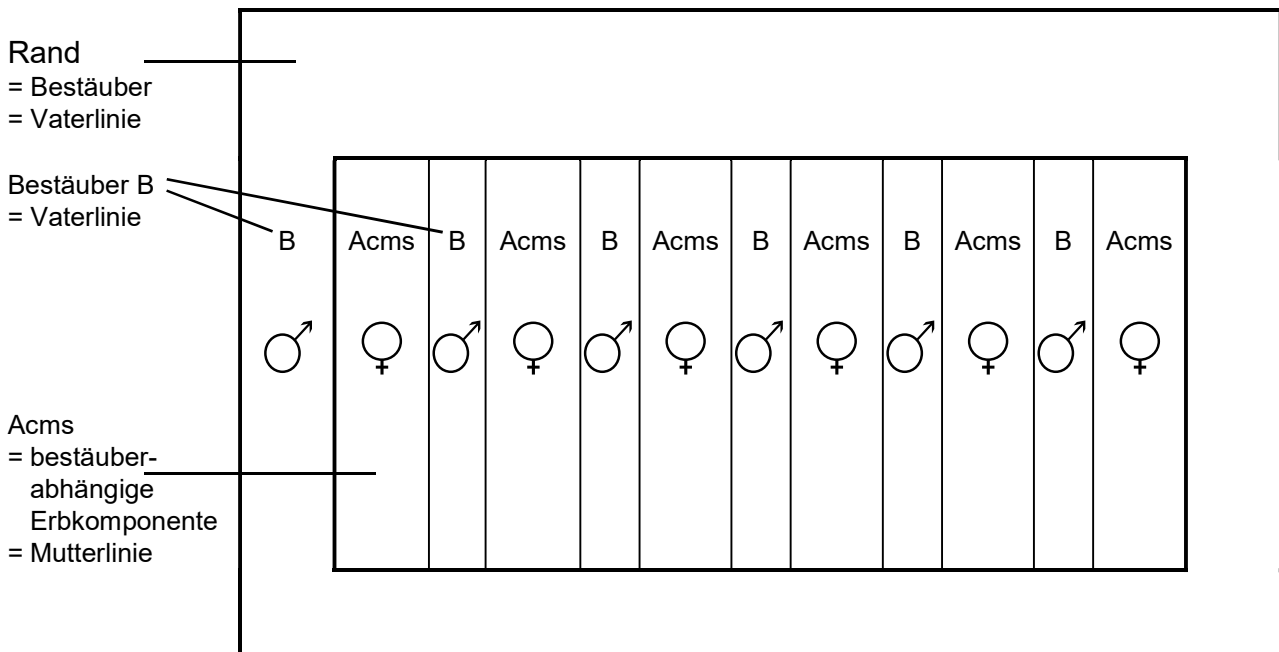 Rand
= Bestäuber
= Vaterlinie
Bestäuber B
= Vaterlinie
B Acms B Acms B Acms B Acms B Acms B Acms
Acms
= bestäuber-
abhängige
Erbkomponente
= Mutterlinie